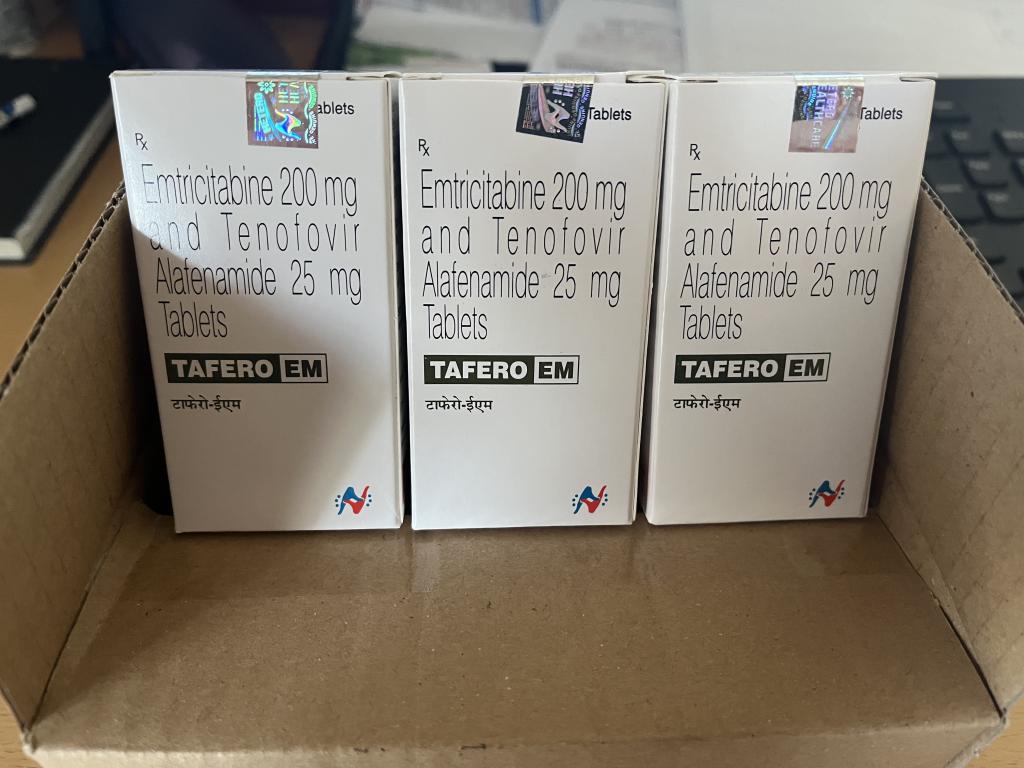 Tablets
Rx
Emtricitabine 200 mg
and Tenofovir
Alafenamide 25 mg
Tablets
TAFERO EM
टाफेरो-ईएम
HETERO
Tablets
Rx
Emtricitabine 200 mg
and Tenofovir
Alafenamide 25 mg
Tablets
TAFERO EM
टाफेरो-ईएम
Tablets
Rx
Emtricitabine 200 mg
and Tenofovir
Alafenamide 25 mg
Tablets
TAFERO EM
टाफेरो-ईएम